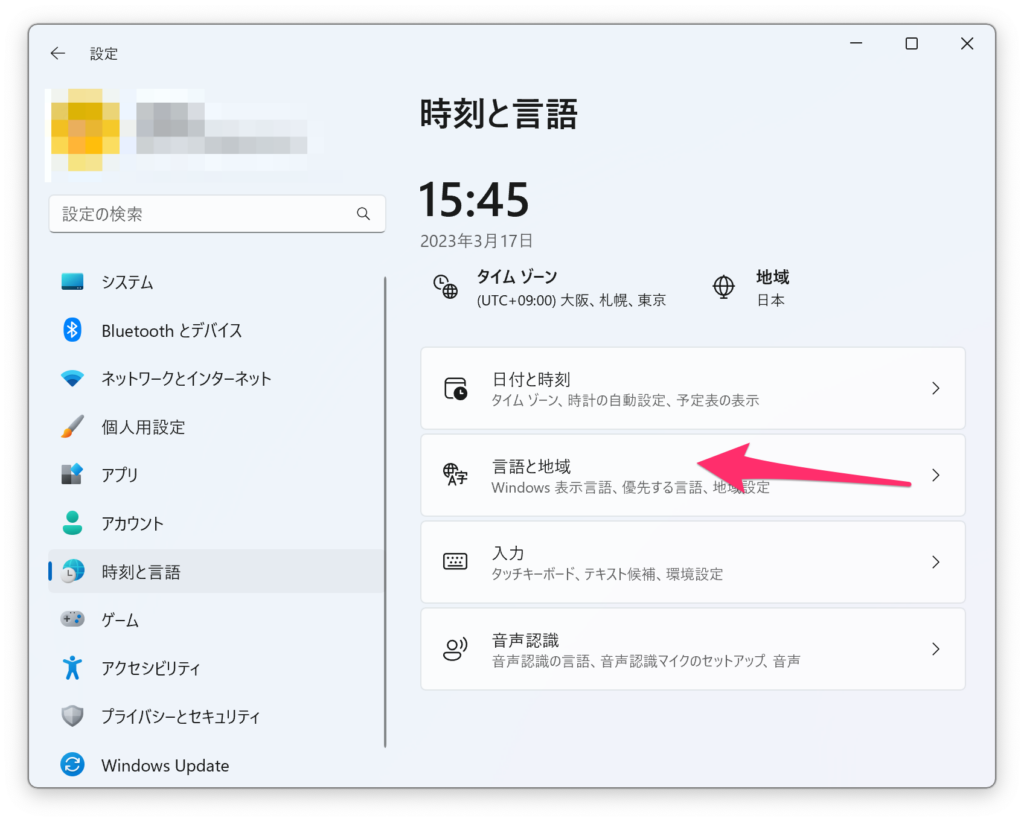 設定
設定の検索
システム
Bluetooth とデバイス
ネットワークとインターネット
個人用設定
アプリ
アカウント
時刻と言語
ゲーム
アクセシビリティ
プライバシーとセキュリティ
Windows Update
時刻と言語
15:45
2023年3月17日
タイム ゾーン
(UTC+09:00) 大阪、札幌、東京
地域
日本
日付と時刻
タイム ゾーン、時計の自動設定、予定表の表示
言語と地域
Windows 表示言語、優先する言語、地域設定
入力
タッチキーボード、テキスト候補、環境設定
音声認識
音声認識の言語、音声認識マイクのセットアップ、音声